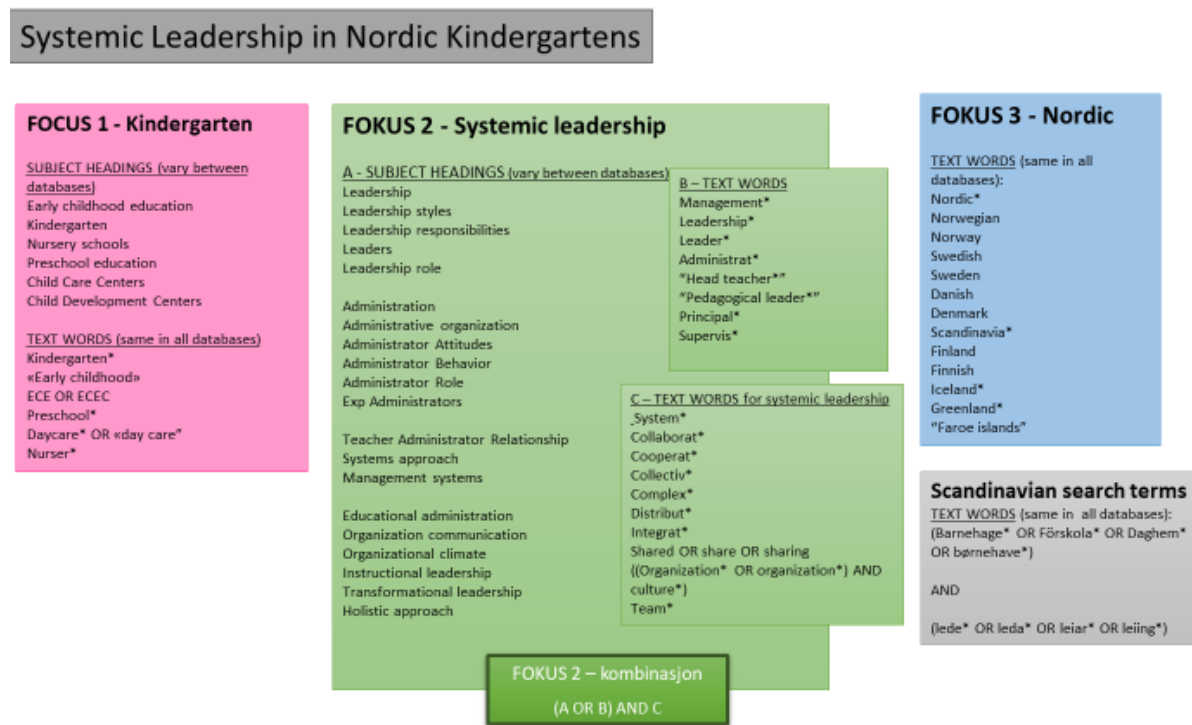 Systemic Leadership in Nordic Kindergartens
FOCUS 1 - Kindergarten
SUBJECT HEADINGS (vary between
databases)
Early childhood education
Kindergarten
Nursery schools
Preschool education
Child Care Centers
Child Development Centers
TEXT WORDS (same in all databases)
Kindergarten*
«Early childhood»
ECE OR ECEC
Preschool*
Daycare* OR «day care”
Nurser*
FOKUS 2 - Systemic leadership
A - SUBJECT HEADINGS (vary between databases)
Leadership
Leadership styles
Leadership responsibilities
Leaders
Leadership role
Administration
Administrative organization
Administrator Attitudes
Administrator Behavior
Administrator Role
Exp Administrators
Teacher Administrator Relationship
Systems approach
Management systems
Educational administration
Organization communication
Organizational climate
Instructional leadership
Transformational leadership
Holistic approach
B – TEXT WORDS
Management*
Leadership*
Leader*
Administrat*
“Head teacher*”
“Pedagogical leader*”
Principal*
Supervis*
C – TEXT WORDS for systemic leadership
System*
Collaborat*
Cooperat*
Collectiv*
Complex*
Distribut*
Integrat*
Shared OR share OR sharing
((Organization* OR organization*) AND
culture*)
Team*
FOKUS 2 – kombinasjon
(A OR B) AND C
FOKUS 3 - Nordic
TEXT WORDS (same in all
databases):
Nordic*
Norwegian
Norway
Swedish
Sweden
Danish
Denmark
Scandinavia*
Finland
Finnish
Iceland*
Greenland*
“Faroe islands”
Scandinavian search terms
TEXT WORDS (same in all databases):
(Barnehage* OR Förskola* OR Daghem*
OR børnehave*)
AND
(lede* OR leda* OR leiar* OR leiing*)